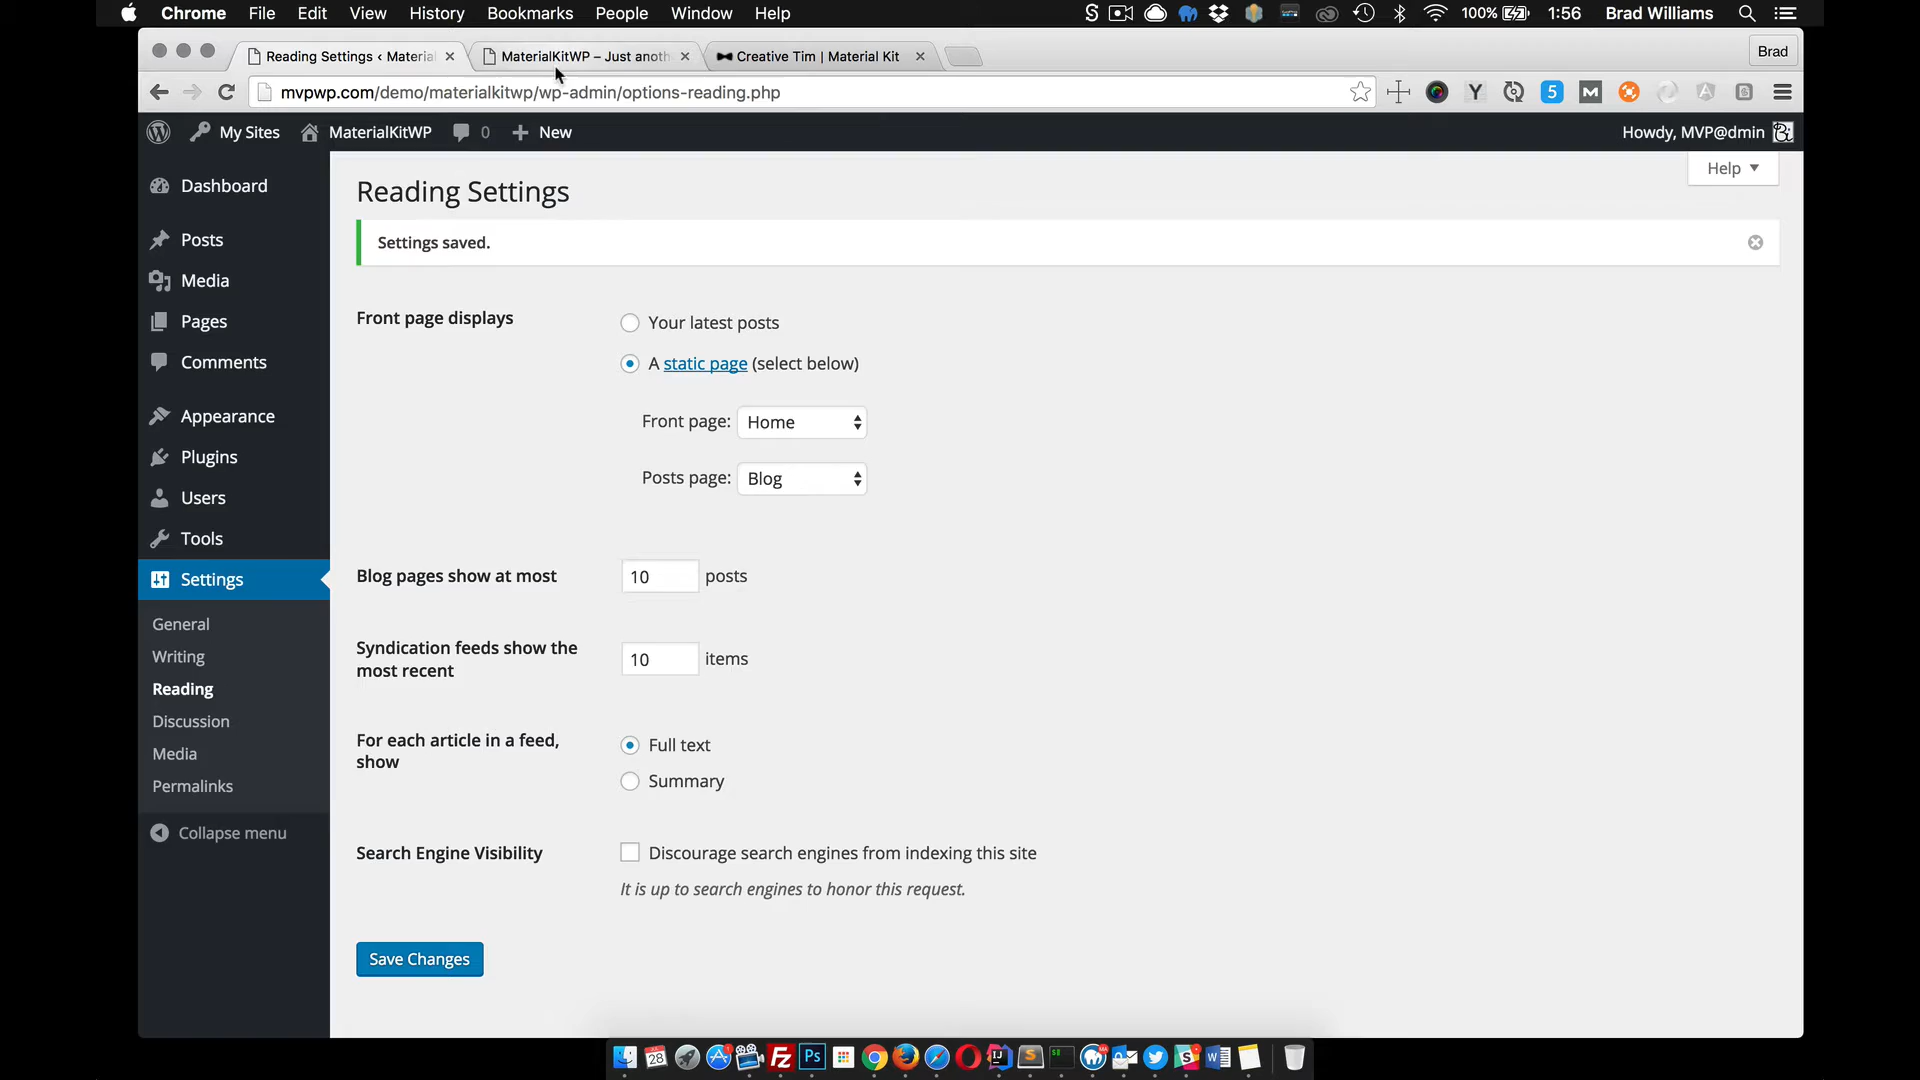 Chrome File Edit View History Bookmarks People Window Help S 100% 1:56 Brad Williams
Reading Settings ‹ Material MaterialKitWP – Just anoth Creative Tim | Material Kit Brad
mvpwp.com/demo/materialkitwp/wp-admin/options-reading.php Y 5 M
My Sites MaterialKitWP 0 New Howdy, MVP@dmin
Help
Dashboard
Posts
Media
Pages
Comments
Appearance
Plugins
Users
Tools
Settings
General
Writing
Reading
Discussion
Media
Permalinks
Collapse menu
Reading Settings
Settings saved.
Front page displays
Your latest posts
A static page (select below)
Front page: Home
Posts page: Blog
Blog pages show at most 10 posts
Syndication feeds show the
most recent
10 items
For each article in a feed,
show
Full text
Summary
Search Engine Visibility
Discourage search engines from indexing this site
It is up to search engines to honor this request.
Save Changes
28 FZ Ps IJ S W